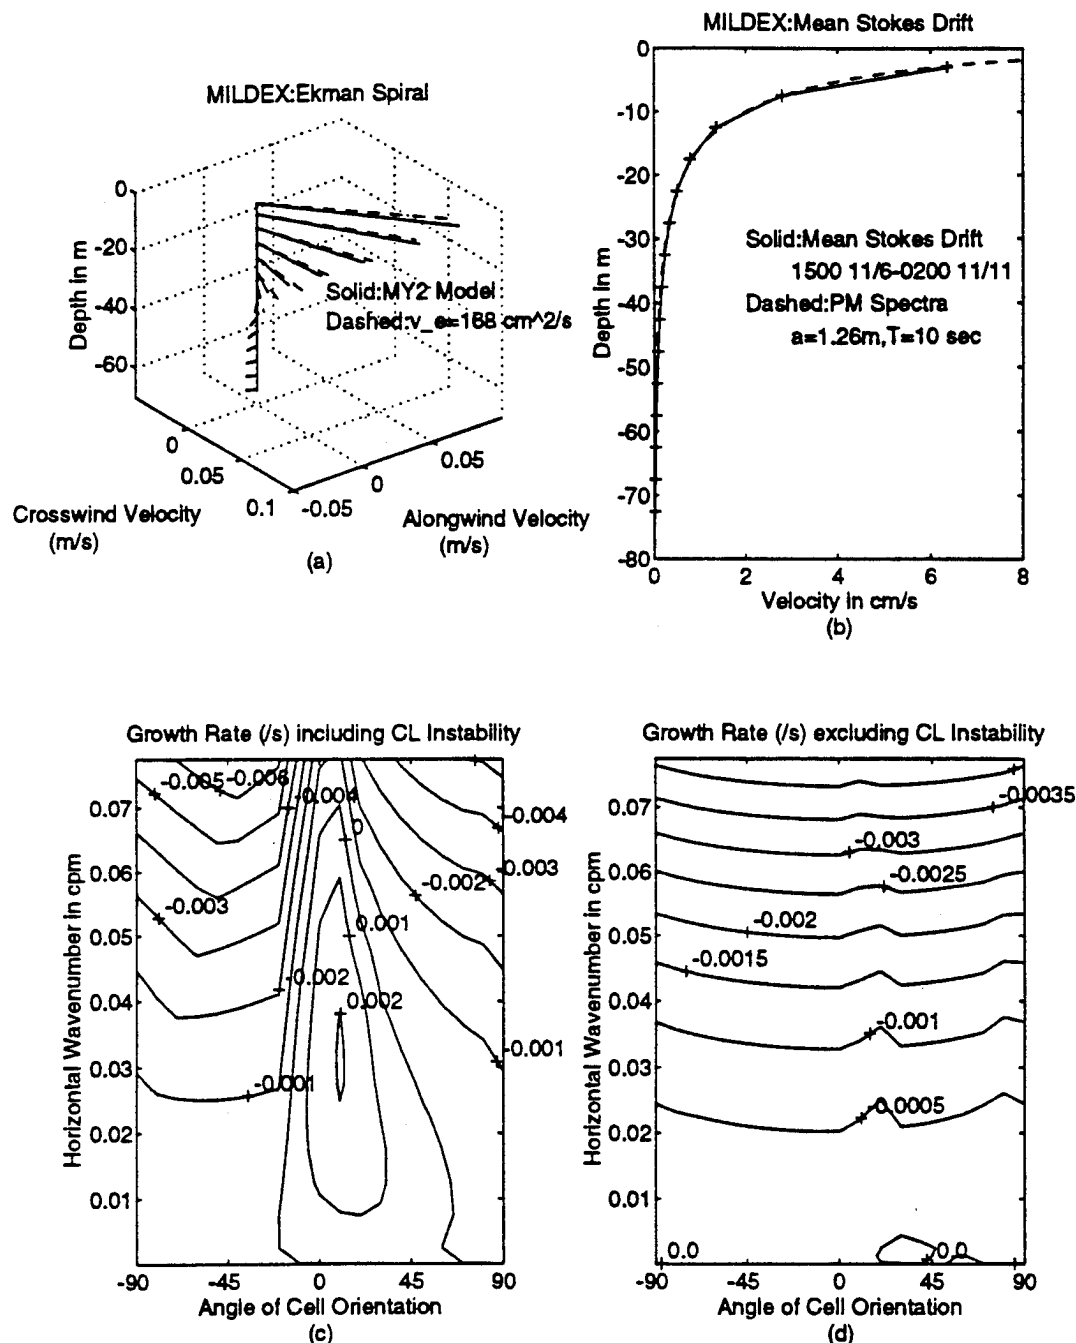 MILDEX:Ekman Spiral
0
-20
-40
-60
Depth in m
Solid:MY2 Model
Dashed:v_e=168 cm^2/s
0
0.05
0.1
-0.05
0
0.05
Crosswind Velocity
(m/s)
Alongwind Velocity
(m/s)
(a)
MILDEX:Mean Stokes Drift
0
-10
-20
-30
-40
-50
-60
-70
-80
Depth in m
Solid:Mean Stokes Drift
1500 11/6-0200 11/11
Dashed:PM Spectra
a=1.26m,T=10 sec
0
2
4
6
8
Velocity in cm/s
(b)
Growth Rate (/s) including CL Instability
0.07
0.06
0.05
0.04
0.03
0.02
0.01
Horizontal Wavenumber in cpm
-0.005
-0.006
-0.004
0
-0.004
-0.003
-0.002
-0.003
0.001
-0.002
0.002
-0.001
-0.001
-90
-45
0
45
90
Angle of Cell Orientation
(c)
Growth Rate (/s) excluding CL Instability
0.07
0.06
0.05
0.04
0.03
0.02
0.01
Horizontal Wavenumber in cpm
-0.0035
-0.003
-0.0025
-0.002
-0.0015
-0.001
-0.0005
0.0
0.0
-90
-45
0
45
90
Angle of Cell Orientation
(d)